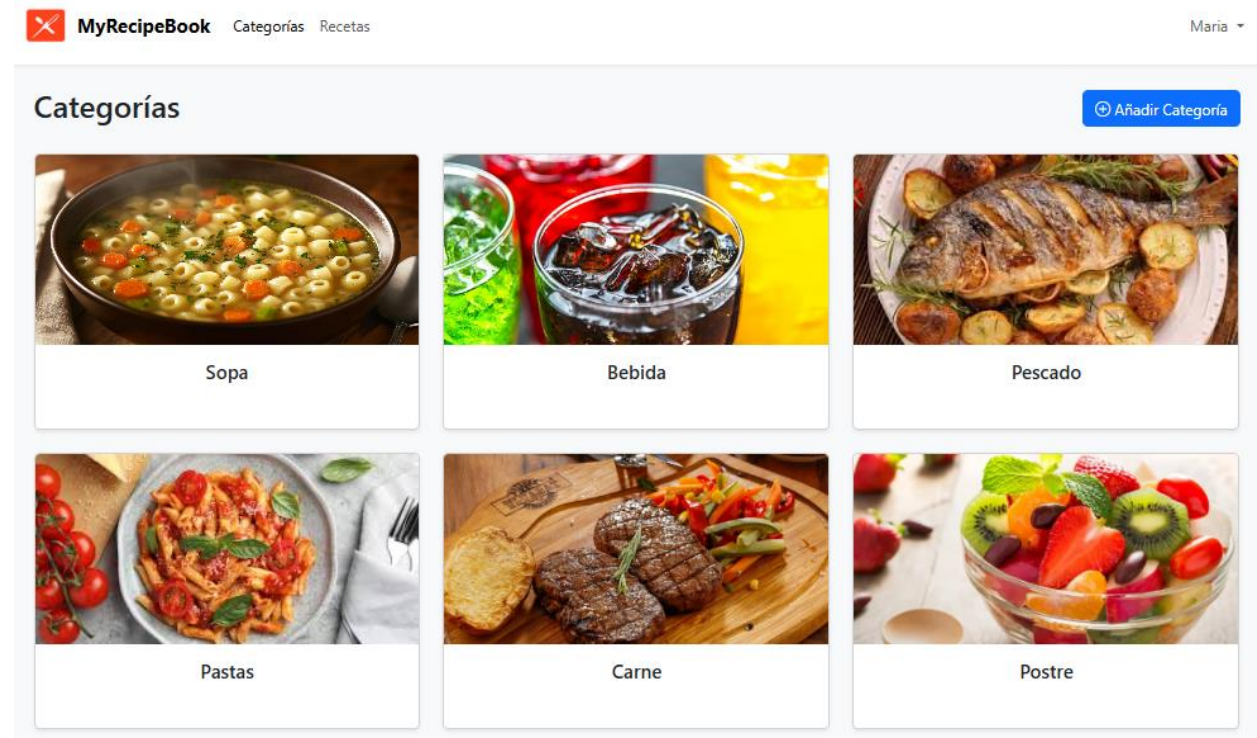 MyRecipeBook Categorías Recetas Maria
Categorías
Añadir Categoría
Sopa
Bebida
Pescado
Pastas
Carne
Postre